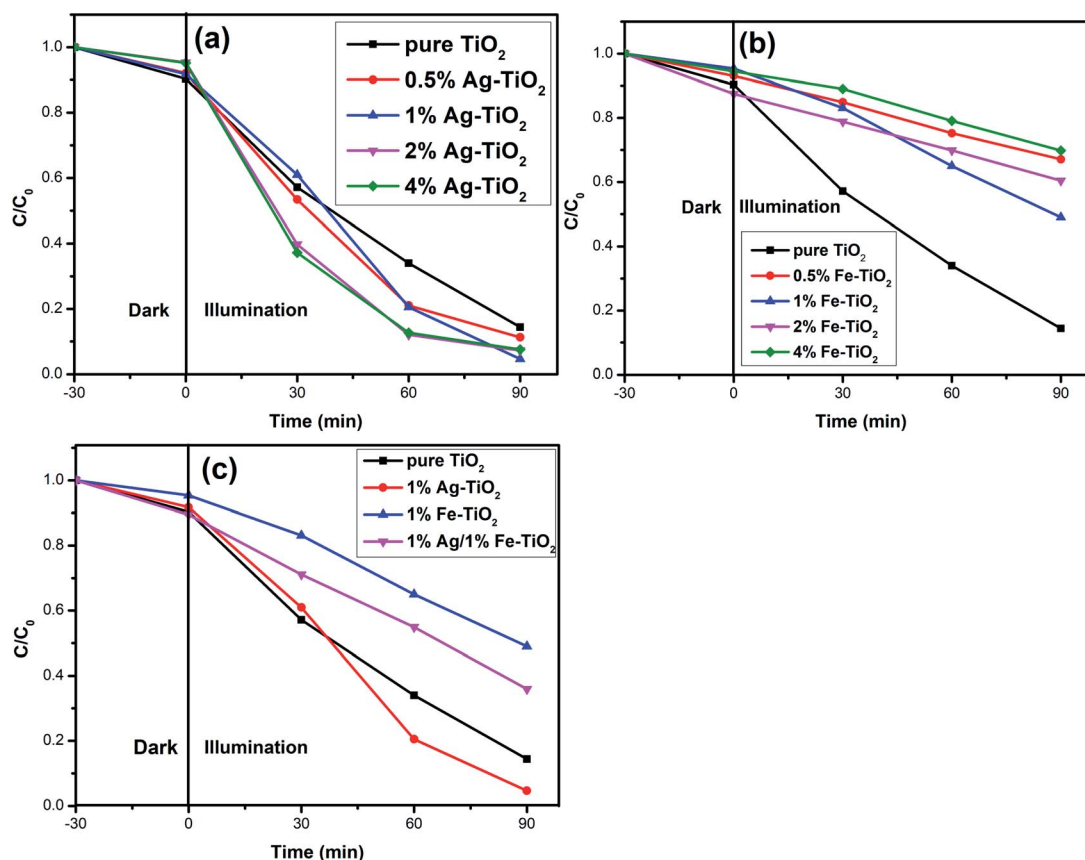 (a)
pure TiO₂
0.5% Ag-TiO₂
1% Ag-TiO₂
2% Ag-TiO₂
4% Ag-TiO₂
C/C₀
1.0
0.8
0.6
0.4
0.2
0.0
Dark
Illumination
-30 0 30 60 90
Time (min)
(b)
C/C₀
1.0
0.8
0.6
0.4
0.2
0.0
Dark Illumination
pure TiO₂
0.5% Fe-TiO₂
1% Fe-TiO₂
2% Fe-TiO₂
4% Fe-TiO₂
-30 0 30 60 90
Time (min)
(c)
pure TiO₂
1% Ag-TiO₂
1% Fe-TiO₂
1% Ag/1% Fe-TiO₂
C/C₀
1.0
0.8
0.6
0.4
0.2
0.0
Dark Illumination
-30 0 30 60 90
Time (min)